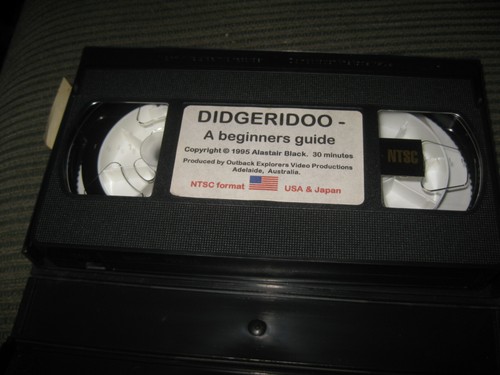 DIDGERIDOO -
A beginners guide
Copyright © 1995 Alastair Black. 30 minutes
Produced by Outback Explorers Video Productions
Adelaide, Australia.
NTSC format USA & Japan
NTSC